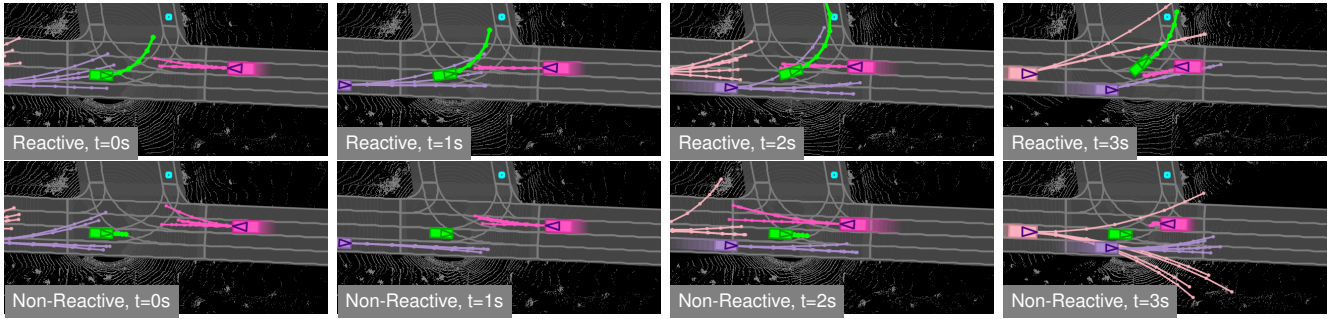 Reactive, t=0s
Reactive, t=1s
Reactive, t=2s
Reactive, t=3s
Non-Reactive, t=0s
Non-Reactive, t=1s
Non-Reactive, t=2s
Non-Reactive, t=3s